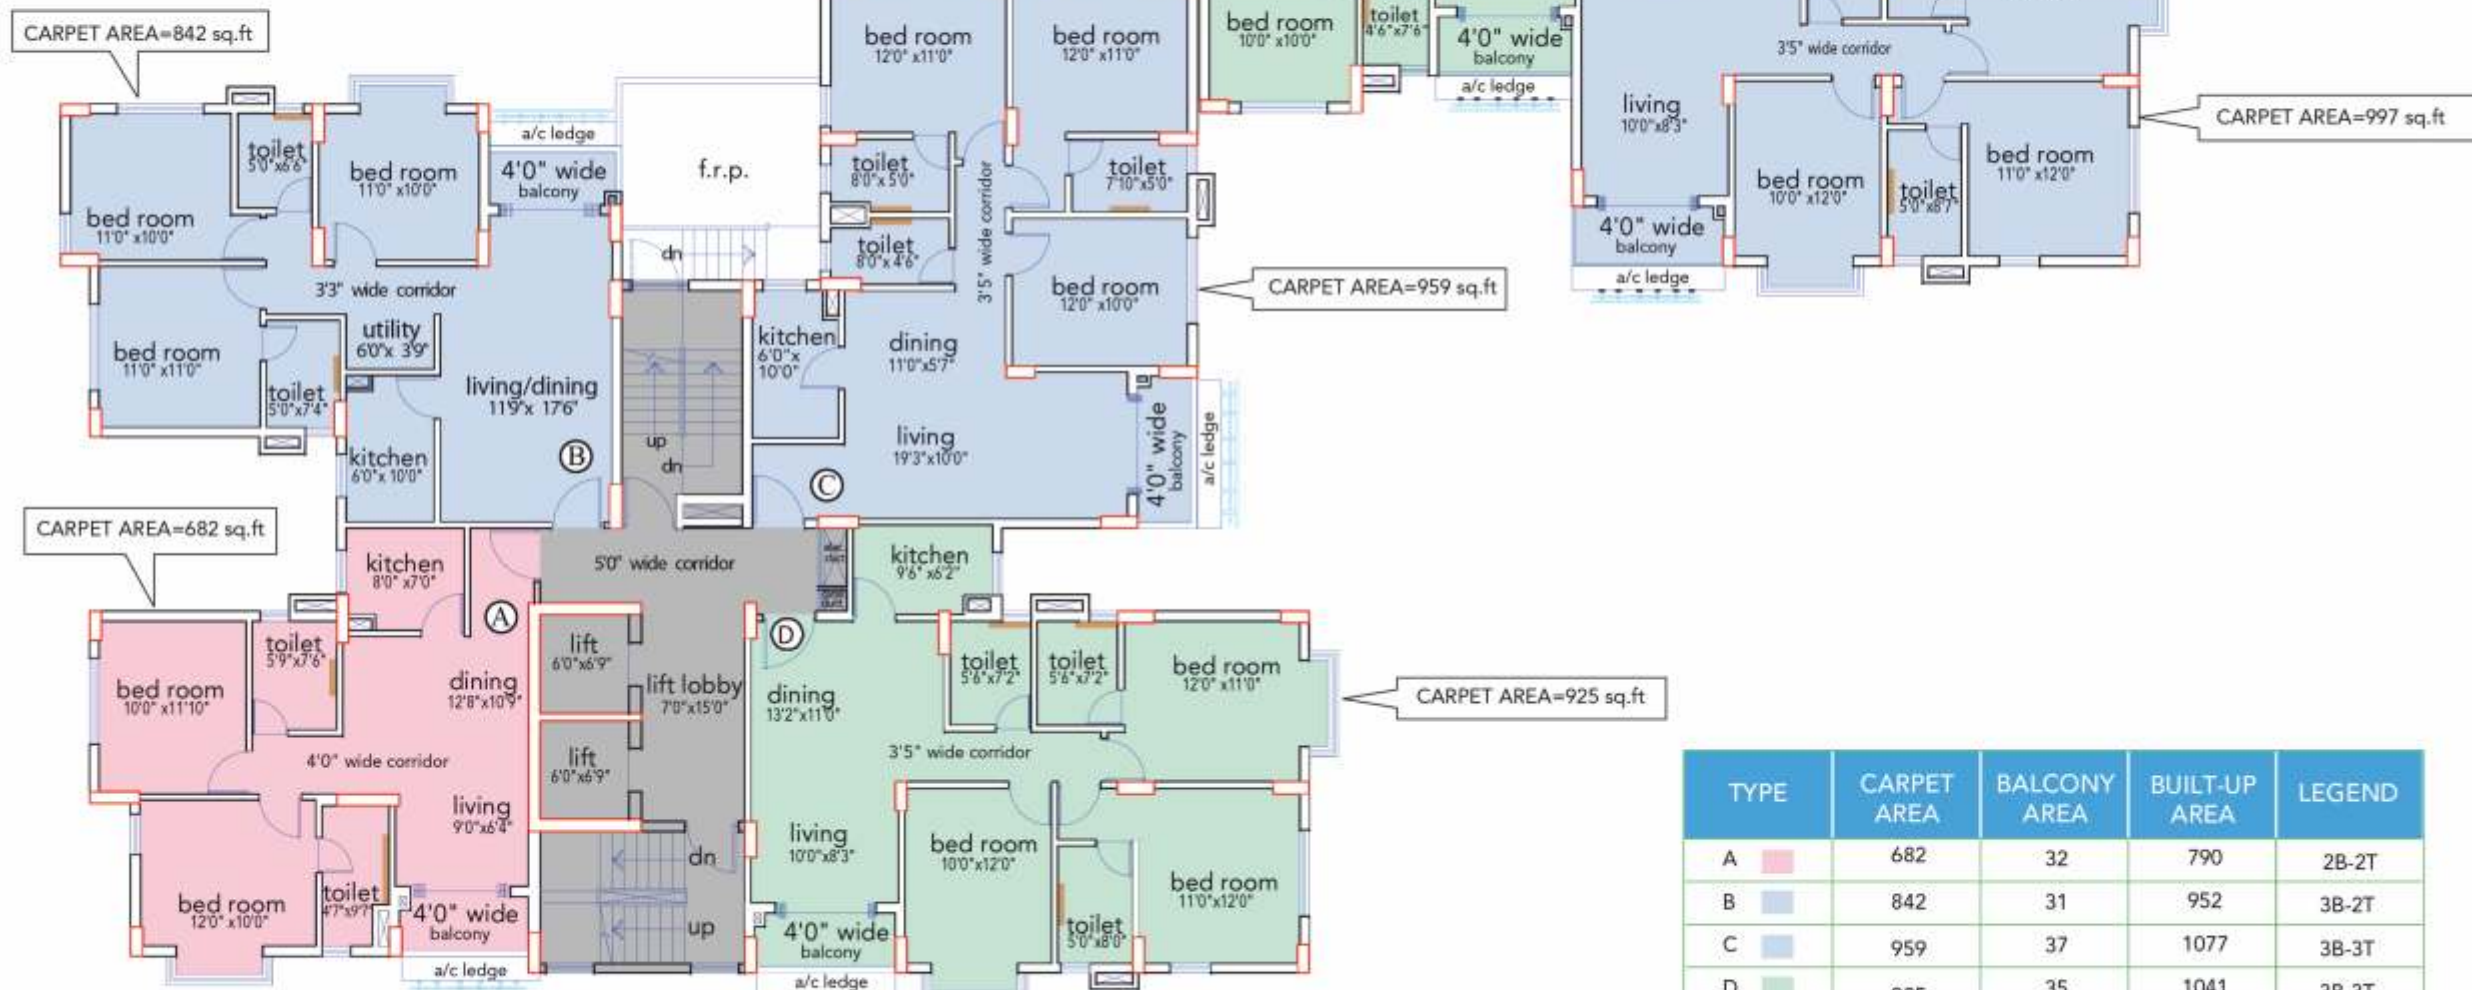 CARPET AREA=842 sq.ft
bed room
12'0" x11'0"
bed room
12'0" x11'0"
bed room
10'0" x10'0"
toilet
4'6"x7'6"
4'0" wide
balcony
a/c ledge
3'5" wide corridor
living
10'0"x8'3"
bed room
10'0" x12'0"
toilet
5'0"x8'7"
bed room
11'0" x12'0"
CARPET AREA=997 sq.ft
4'0" wide
balcony
a/c ledge
bed room
11'0" x10'0"
toilet
5'0"x6'6"
bed room
11'0" x10'0"
a/c ledge
4'0" wide
balcony
f.r.p.
dn
3'3" wide corridor
bed room
11'0" x11'0"
toilet
5'0"x7'4"
utility
6'0"x 3'9"
living/dining
11'9"x 17'6"
kitchen
6'0"x 10'0"
B
up
dn
toilet
8'0"x 5'0"
toilet
8'0"x 4'6"
3'5" wide corridor
toilet
7'10"x5'0"
bed room
12'0" x10'0"
CARPET AREA=959 sq.ft
kitchen
6'0"x
10'0"
dining
11'0"x5'7"
living
19'3"x10'0"
C
4'0" wide
balcony
a/c ledge
CARPET AREA=682 sq.ft
kitchen
8'0" x7'0"
A
5'0" wide corridor
bed room
10'0" x11'10"
toilet
5'9"x7'6"
dining
12'8"x10'9"
4'0" wide corridor
living
9'0"x6'4"
bed room
12'0" x10'0"
toilet
4'7"x9'7"
4'0" wide
balcony
a/c ledge
lift
6'0"x6'9"
lift
6'0"x6'9"
lift lobby
7'0"x15'0"
dn
up
kitchen
9'6" x6'2"
D
dining
13'2"x11'0"
toilet
5'6"x7'2"
toilet
5'6"x7'2"
bed room
12'0" x11'0"
CARPET AREA=925 sq.ft
3'5" wide corridor
living
10'0"x8'3"
bed room
10'0"x12'0"
bed room
11'0"x12'0"
toilet
5'0"x8'0"
4'0" wide
balcony
a/c ledge
TYPE CARPET AREA BALCONY AREA BUILT-UP AREA LEGEND
A 682 32 790 2B-2T
B 842 31 952 3B-2T
C 959 37 1077 3B-3T
D 925 35 1041 3B-3T